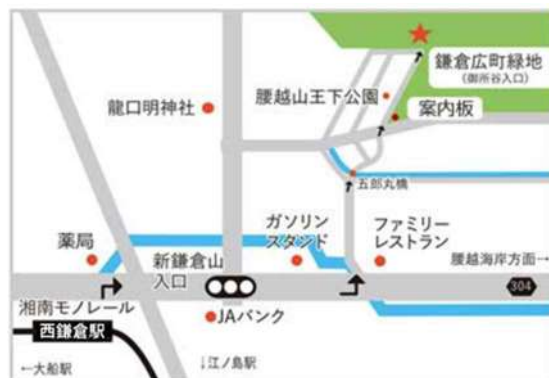 鎌倉広町緑地
(御所谷入口)
腰越山王下公園
案内板
龍口明神社
五郎丸橋
薬局
新鎌倉山
入口
ガソリン
スタンド
ファミリー
レストラン
腰越海岸方面→
304
湘南モノレール
西鎌倉駅
JAバンク
←大船駅
↓江ノ島駅